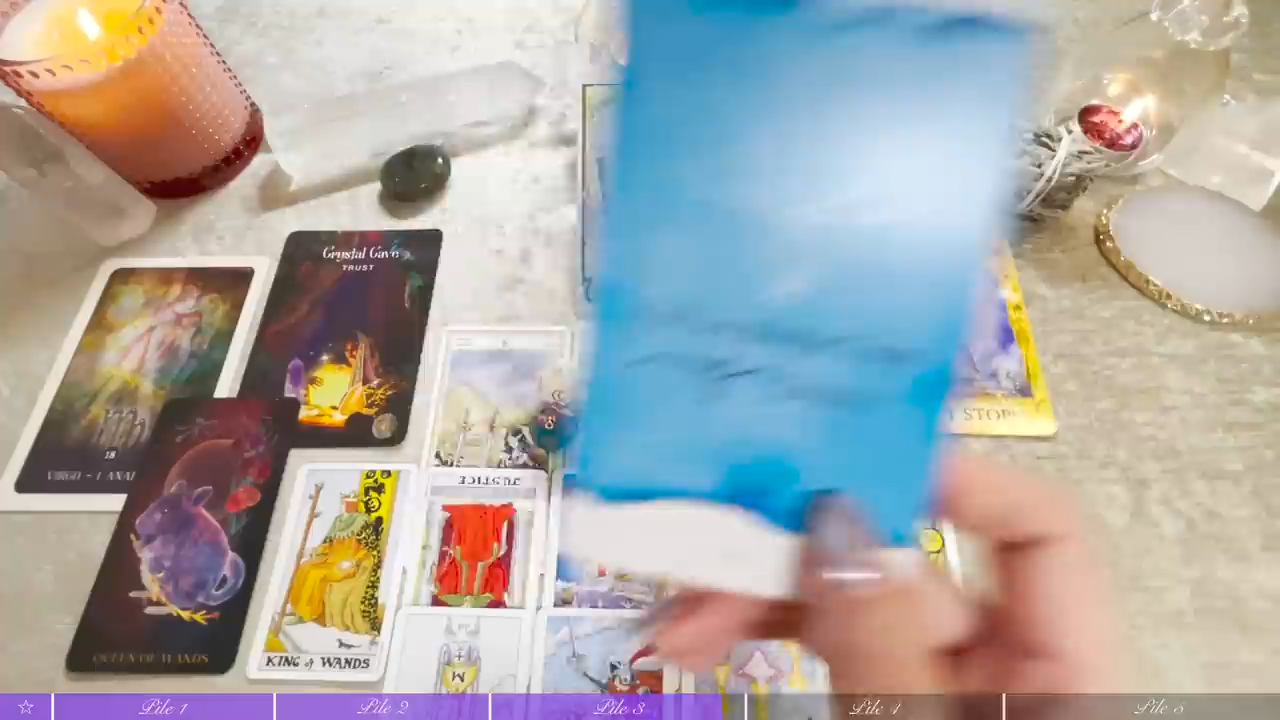 Crystal Cave
TRUST
18
VIRGO - I ANAL
JUSTICE
I STOP
QUEEN OF WANDS
KING of WANDS
☆ Pile 1 Pile 2 Pile 3 Pile 4 Pile 5